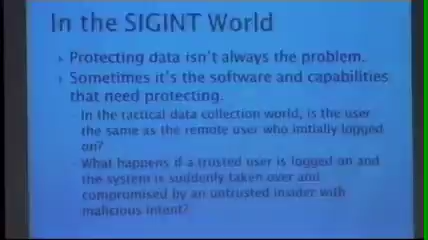 In the SIGINT World
Protecting data isn't always the problem.
Sometimes it's the software and capabilities
that need protecting.
In the tactical data collection world, is the user
the same as the remote user who initially logged
on?
What happens if a trusted user is logged on and
the system is suddenly taken over and
compromised by an untrusted insider with
malicious intent?